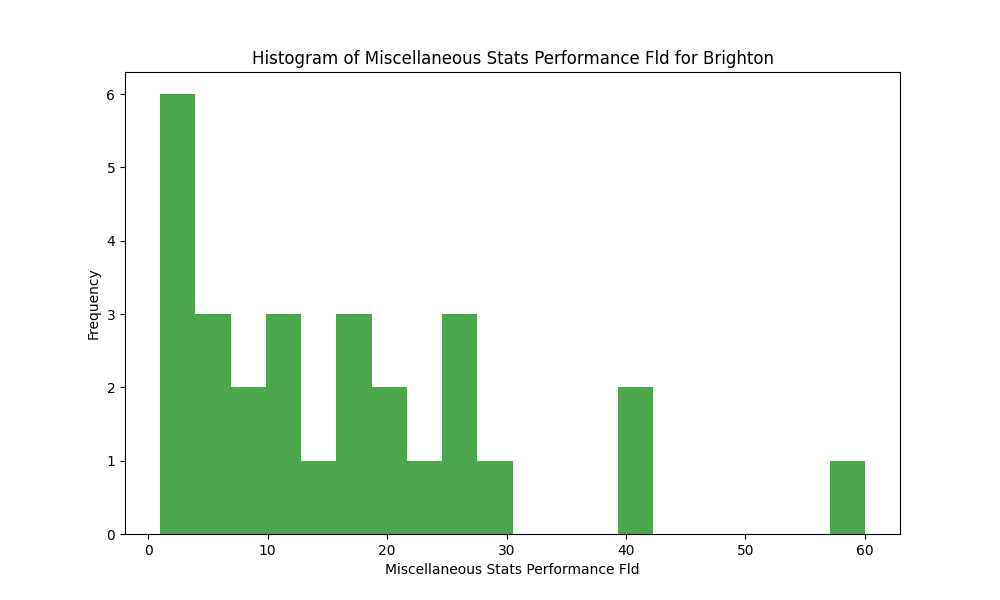 Histogram of Miscellaneous Stats Performance Fld for Brighton
6
5
4
3
2
1
0
Frequency
0 10 20 30 40 50 60
Miscellaneous Stats Performance Fld